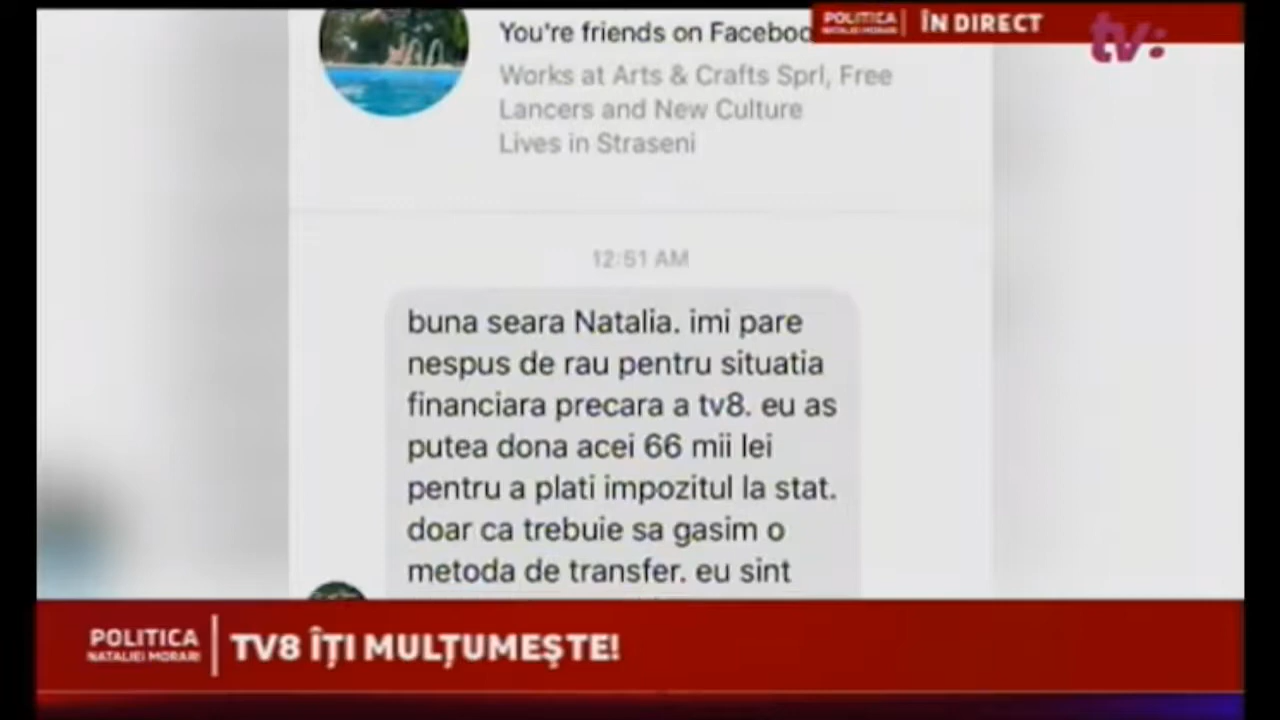 You're friends on Faceboo
POLITICA
NATALIEI MORARI
ÎN DIRECT
tv:
Works at Arts & Crafts Sprl, Free
Lancers and New Culture
Lives in Straseni
12:51 AM
buna seara Natalia. imi pare
nespus de rau pentru situatia
financiara precara a tv8. eu as
putea dona acei 66 mii lei
pentru a plati impozitul la stat.
doar ca trebuie sa gasim o
metoda de transfer. eu sint
POLITICA
NATALIEI MORARI
TV8 ÎȚI MULȚUMEȘTE!